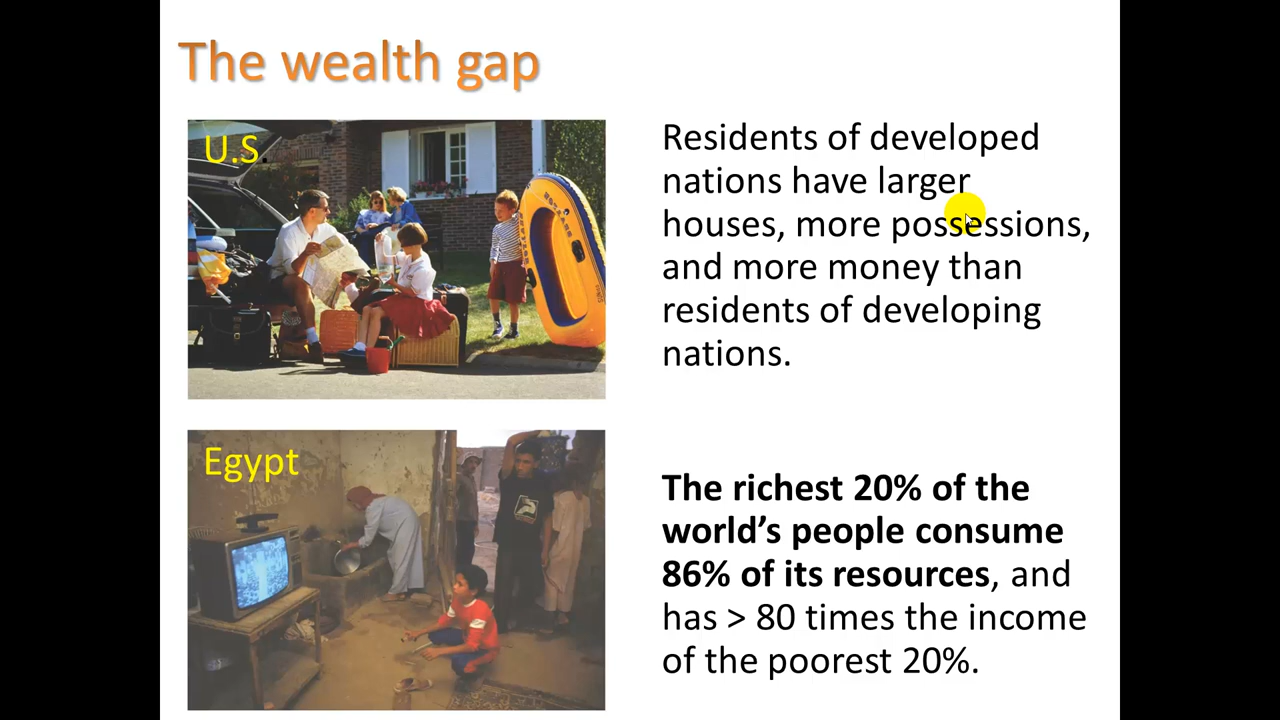 The wealth gap
U.S.
Residents of developed
nations have larger
houses, more possessions,
and more money than
residents of developing
nations.
Egypt
The richest 20% of the
world’s people consume
86% of its resources, and
has > 80 times the income
of the poorest 20%.